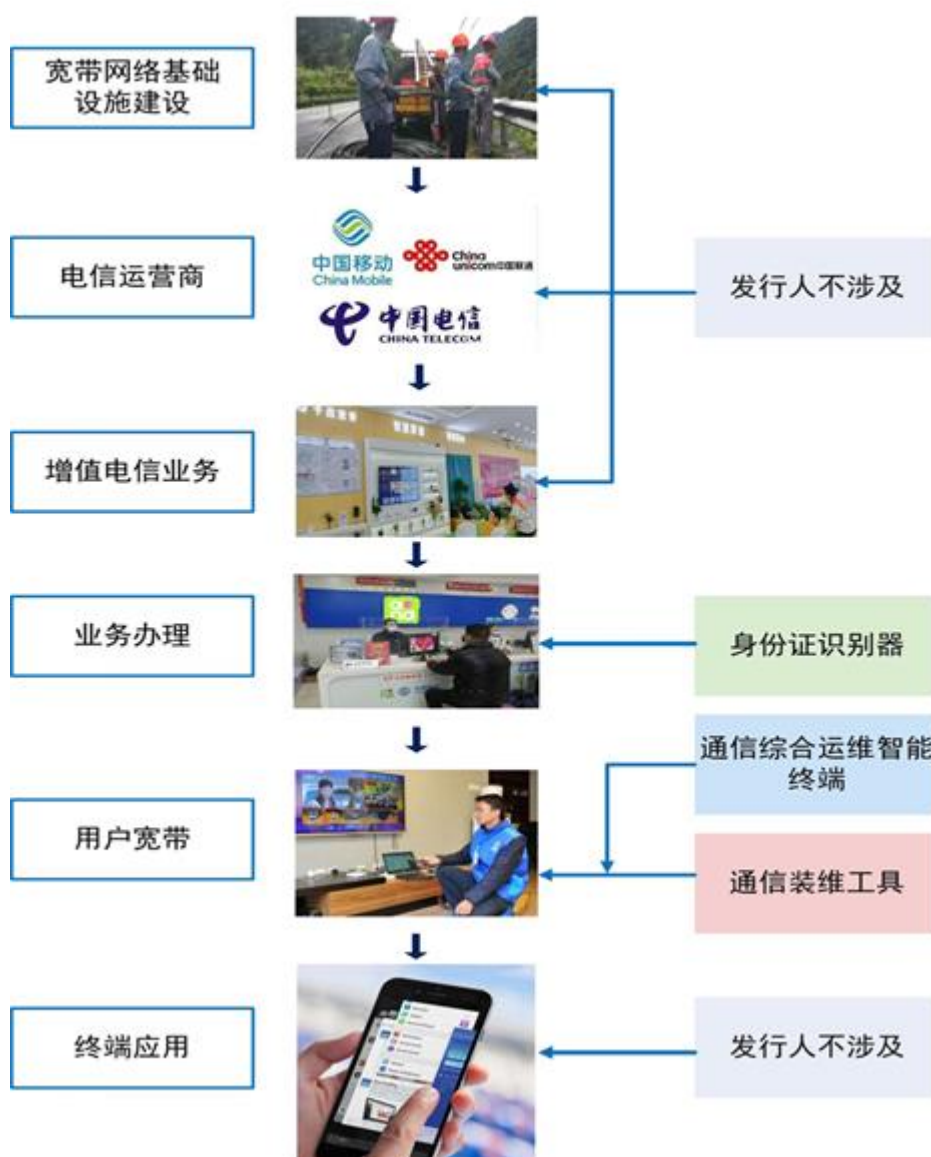 宽带网络基础
设施建设
电信运营商
中国移动
China Mobile
China
unicom中国联通
中国电信
CHINA TELECOM
发行人不涉及
增值电信业务
业务办理
身份证识别器
通信综合运维智能
终端
用户宽带
通信装维工具
终端应用
发行人不涉及